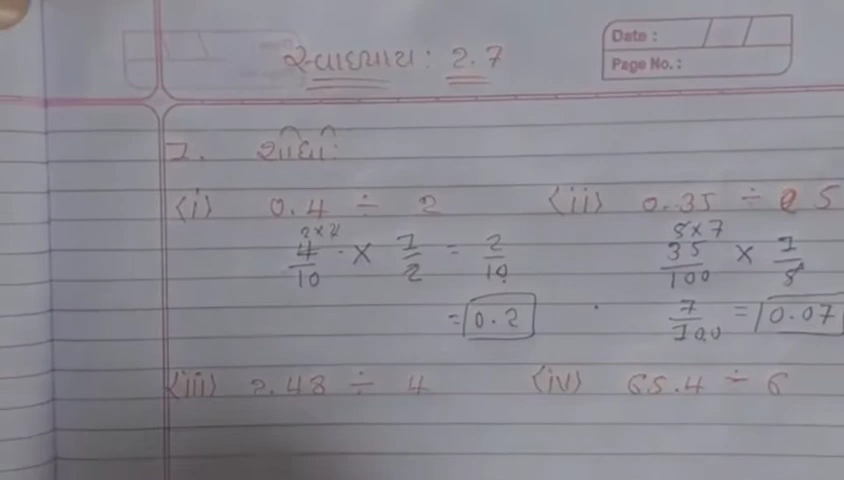 સ્વાધ્યાય : 2.7
Date : / /
Page No. :
1. શોધો:
(i) 0.4 ÷ 2 (ii) 0.35 ÷ 5
2×2 5×7
4/10 × 1/2 = 2/10 35/100 × 1/5
= 0.2 7/100 = 0.07
(iii) 2.48 ÷ 4 (iv) 65.4 ÷ 6